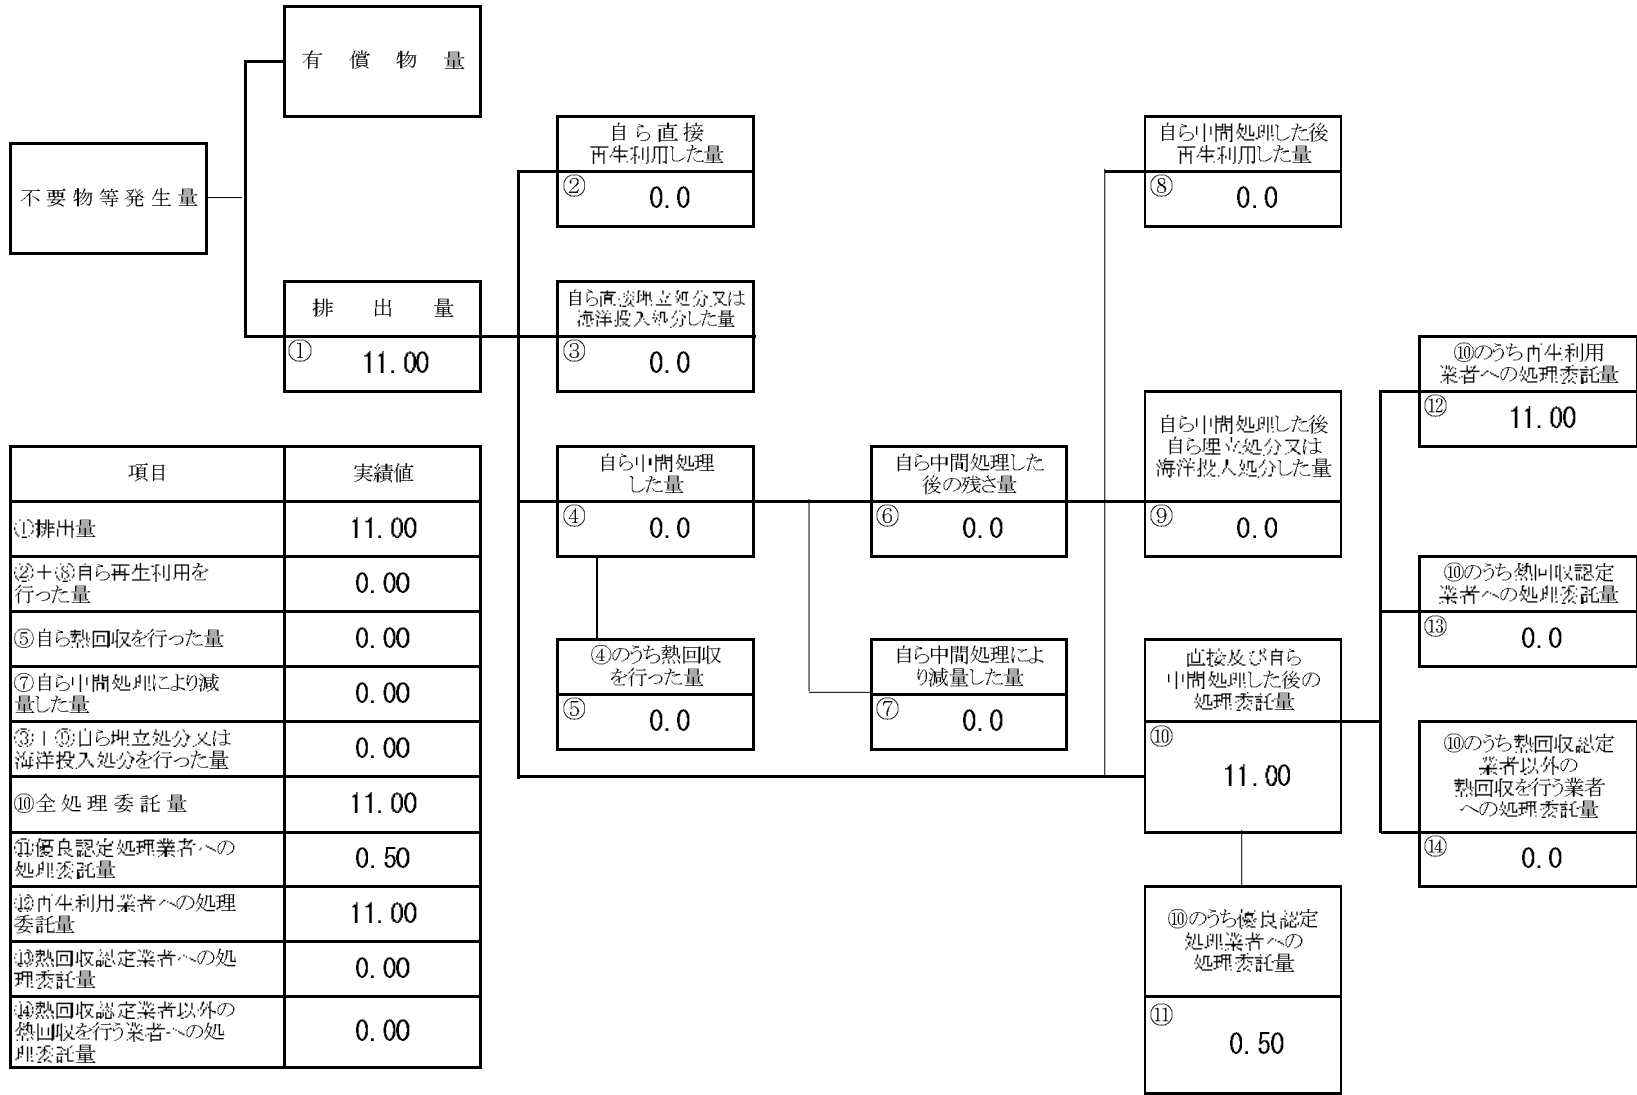 有償物量
不要物等発生量
排出量
①
11.00
自ら直接
再生利用した量
②
0.0
自ら直接埋立処分又は
海洋投入処分した量
③
0.0
自ら中間処理
した量
④
0.0
④のうち熱回収
を行った量
⑤
0.0
自ら中間処理した
後の残さ量
⑥
0.0
自ら中間処理によ
り減量した量
⑦
0.0
自ら中間処理した後
再生利用した量
⑧
0.0
自ら中間処理した後
自ら埋立処分又は
海洋投入処分した量
⑨
0.0
直接及び自ら
中間処理した後の
処理委託量
⑩
11.00
⑩のうち優良認定
処理業者への
処理委託量
⑪
0.50
⑩のうち再生利用
業者への処理委託量
⑫
11.00
⑩のうち熱回収認定
業者への処理委託量
⑬
0.0
⑩のうち熱回収認定
業者以外の
熱回収を行う業者
への処理委託量
⑭
0.0
項目 実績値
①排出量 11.00
②+⑧自ら再生利用を
行った量 0.00
⑤自ら熱回収を行った量 0.00
⑦自ら中間処理により減
量した量 0.00
③+⑨自ら埋立処分又は
海洋投入処分を行った量 0.00
⑩全処理委託量 11.00
⑪優良認定処理業者への
処理委託量 0.50
⑫再生利用業者への処理
委託量 11.00
⑬熱回収認定業者への処
理委託量 0.00
⑭熱回収認定業者以外の
熱回収を行う業者への処
理委託量 0.00